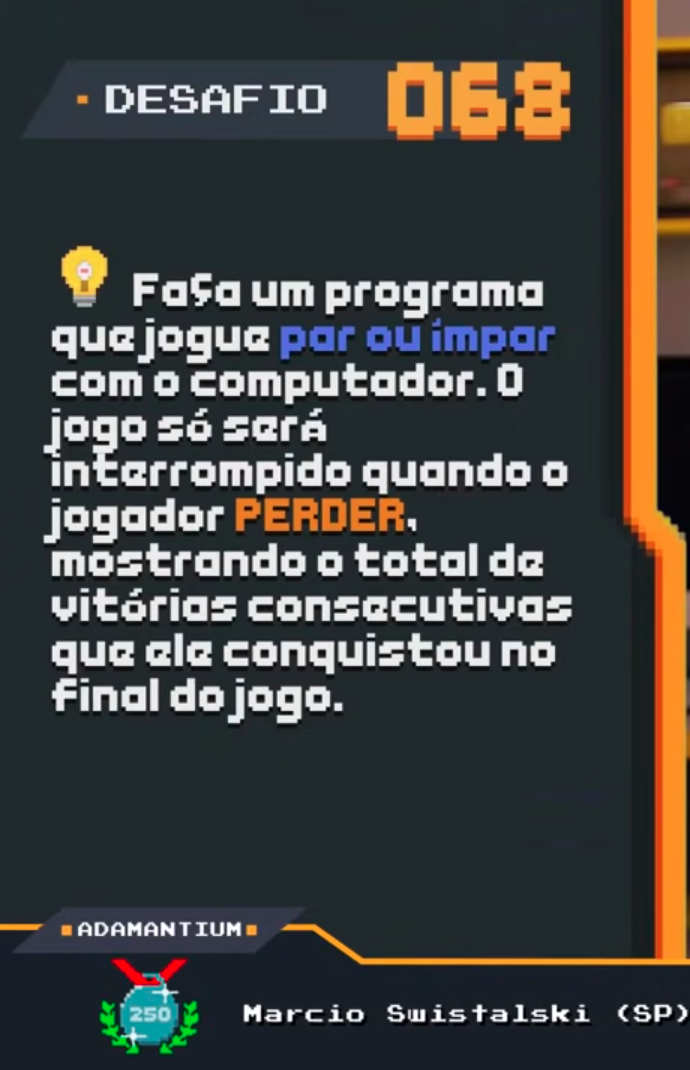 DESAFIO 068
Faça um programa
que jogue par ou ímpar
com o computador. O
jogo só será
interrompido quando o
jogador PERDER,
mostrando o total de
vitórias consecutivas
que ele conquistou no
final do jogo.
ADAMANTIUM
250
Marcio Swistalski (SP)